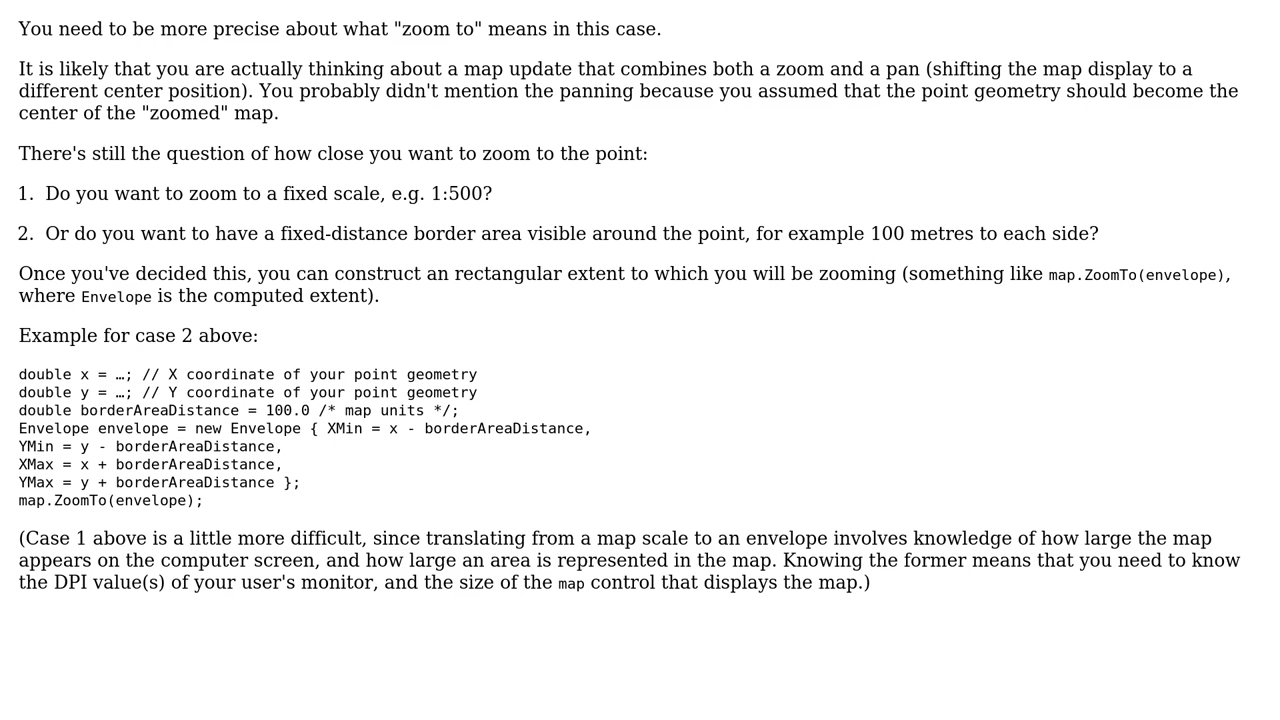 You need to be more precise about what "zoom to" means in this case.
It is likely that you are actually thinking about a map update that combines both a zoom and a pan (shifting the map display to a
different center position). You probably didn't mention the panning because you assumed that the point geometry should become the
center of the "zoomed" map.
There's still the question of how close you want to zoom to the point:
1. Do you want to zoom to a fixed scale, e.g. 1:500?
2. Or do you want to have a fixed-distance border area visible around the point, for example 100 metres to each side?
Once you've decided this, you can construct an rectangular extent to which you will be zooming (something like map.ZoomTo(envelope),
where Envelope is the computed extent).
Example for case 2 above:
double x = …; // X coordinate of your point geometry
double y = …; // Y coordinate of your point geometry
double borderAreaDistance = 100.0 /* map units */;
Envelope envelope = new Envelope { XMin = x - borderAreaDistance,
YMin = y - borderAreaDistance,
XMax = x + borderAreaDistance,
YMax = y + borderAreaDistance };
map.ZoomTo(envelope);
(Case 1 above is a little more difficult, since translating from a map scale to an envelope involves knowledge of how large the map
appears on the computer screen, and how large an area is represented in the map. Knowing the former means that you need to know
the DPI value(s) of your user's monitor, and the size of the map control that displays the map.)